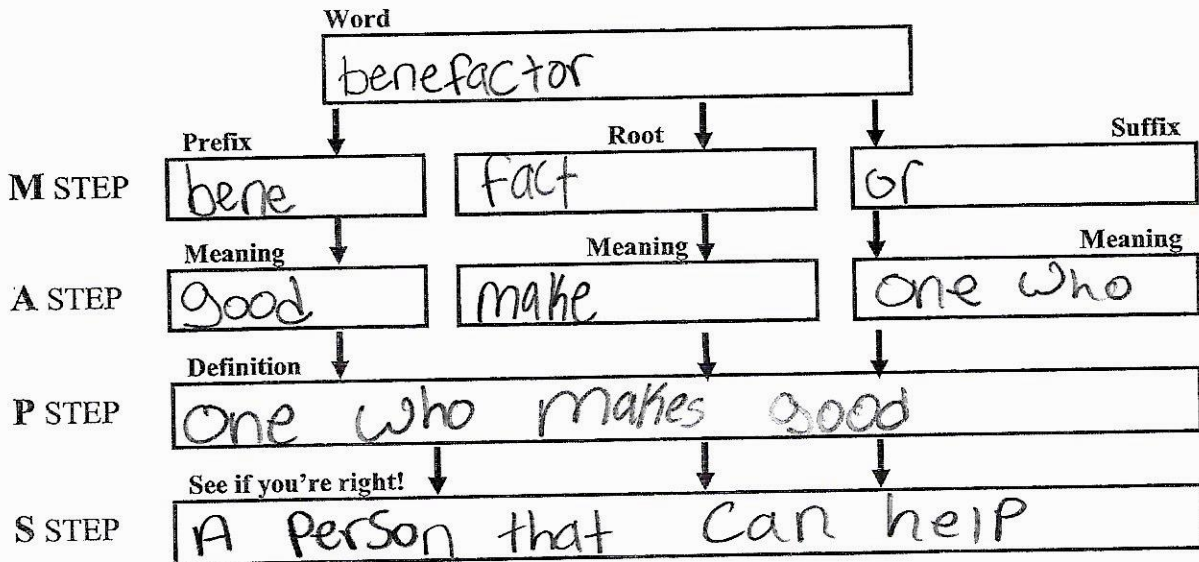 Word
benefactor
Prefix Root Suffix
M STEP bene fact or
Meaning Meaning Meaning
A STEP good make one who
Definition
P STEP one who makes good
See if you're right!
S STEP A Person that can help